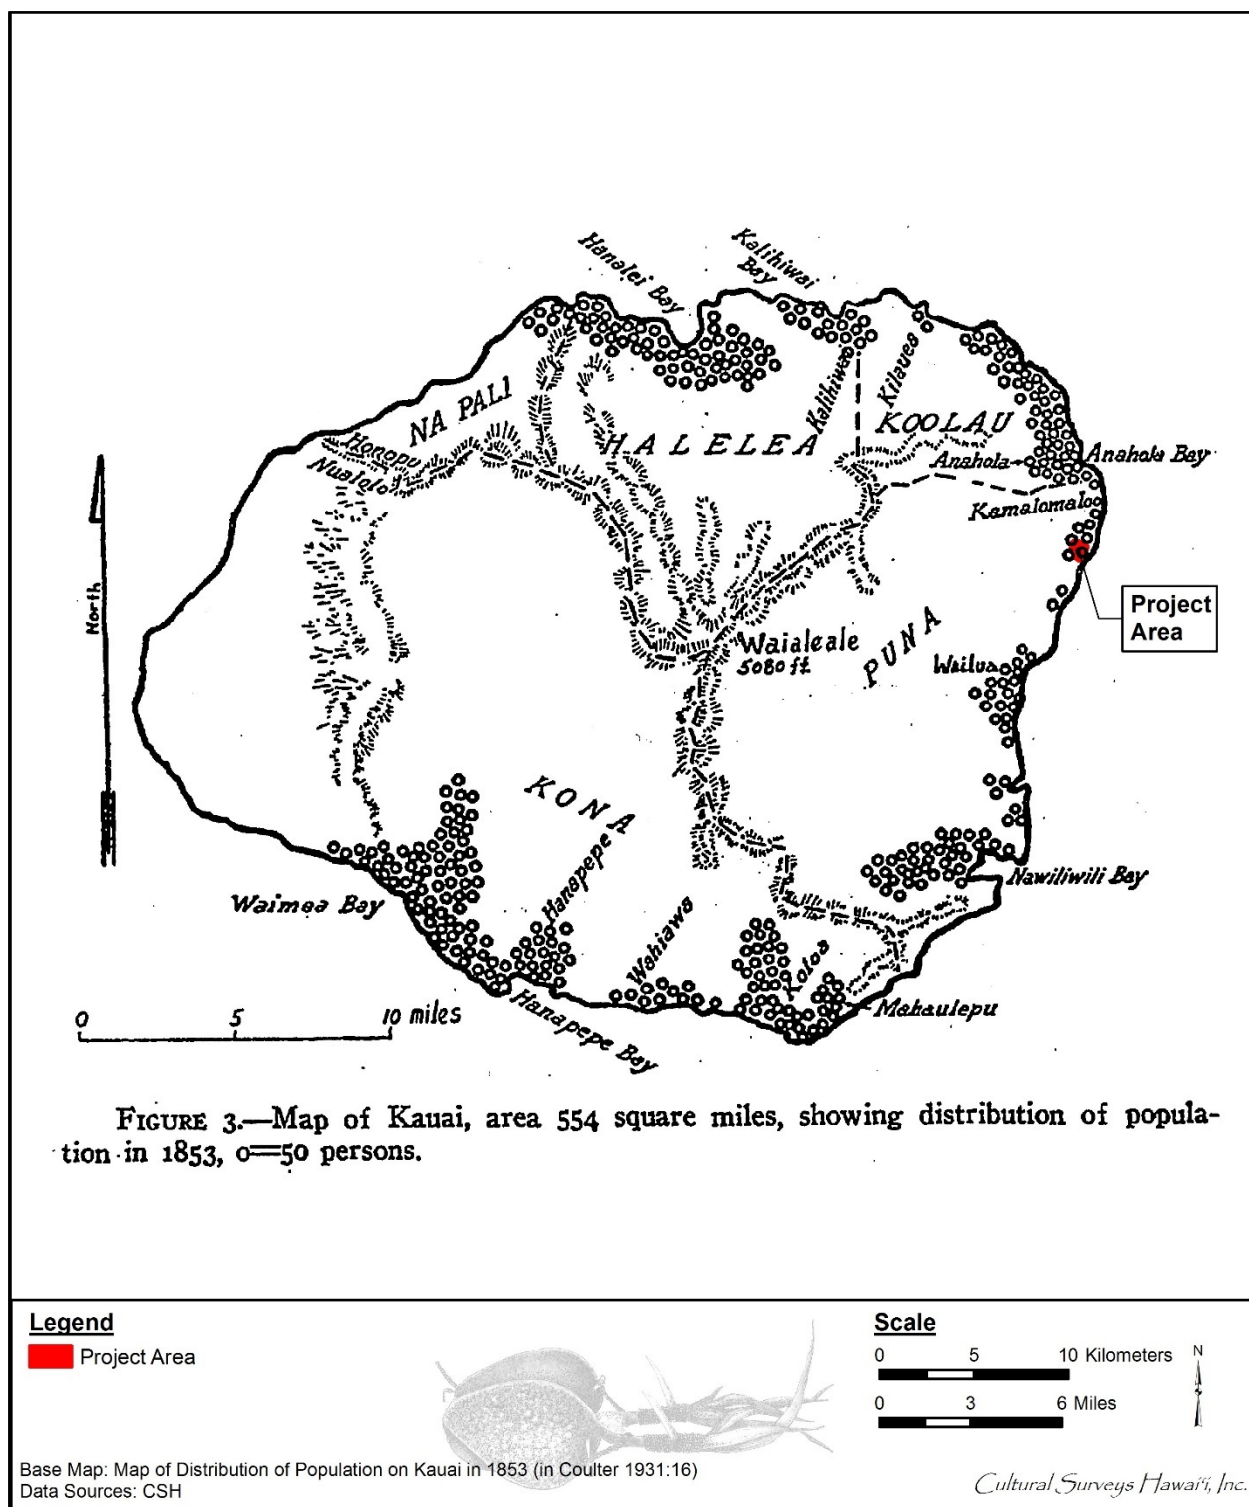 Hanalei Bay
Kalihiwai
Bay
NA PALI
Honopu
Nualolo
HALELEA
Kalihiwai
Kilauea
KOOLAU
Anahola
Anahola Bay
Kamalomalo
North
Project
Area
Waialeale
5080 ft
PUNA
Wailua
KONA
Hanapepe
Waimea Bay
Wahiawa
Koloa
Nawiliwili Bay
Mahaulepu
Hanapepe Bay
0 5 10 miles
FIGURE 3.—Map of Kauai, area 554 square miles, showing distribution of popula-
tion in 1853, o=50 persons.
Legend
Project Area
Scale
0 5 10 Kilometers
0 3 6 Miles
N
Base Map: Map of Distribution of Population on Kauai in 1853 (in Coulter 1931:16)
Data Sources: CSH
Cultural Surveys Hawai‘i, Inc.